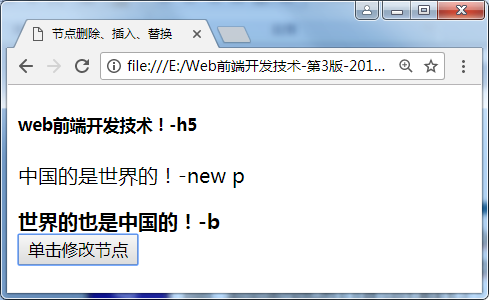 节点删除、插入、替换
file:///E:/Web前端开发技术-第3版-201...
web前端开发技术！-h5
中国的是世界的！-new p
世界的也是中国的！-b
单击修改节点